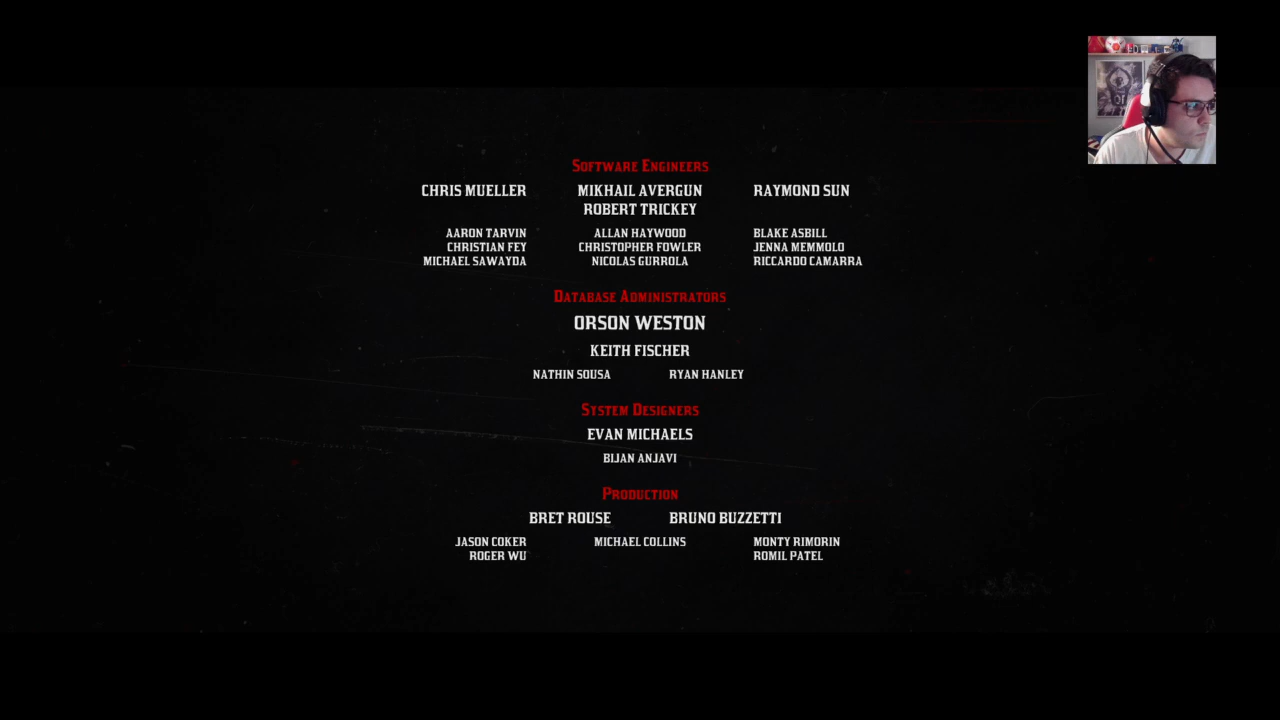 SOFTWARE ENGINEERS
CHRIS MUELLER MIKHAIL AVERGUN RAYMOND SUN
ROBERT TRICKEY
AARON TARVIN ALLAN HAYWOOD BLAKE ASBILL
CHRISTIAN FEY CHRISTOPHER FOWLER JENNA MEMMOLO
MICHAEL SAWAYDA NICOLAS GURROLA RICCARDO CAMARRA
DATABASE ADMINISTRATORS
ORSON WESTON
KEITH FISCHER
NATHIN SOUSA RYAN HANLEY
SYSTEM DESIGNERS
EVAN MICHAELS
BIJAN ANJAVI
PRODUCTION
BRET ROUSE BRUNO BUZZETTI
JASON COKER MICHAEL COLLINS MONTY RIMORIN
ROGER WU ROMIL PATEL